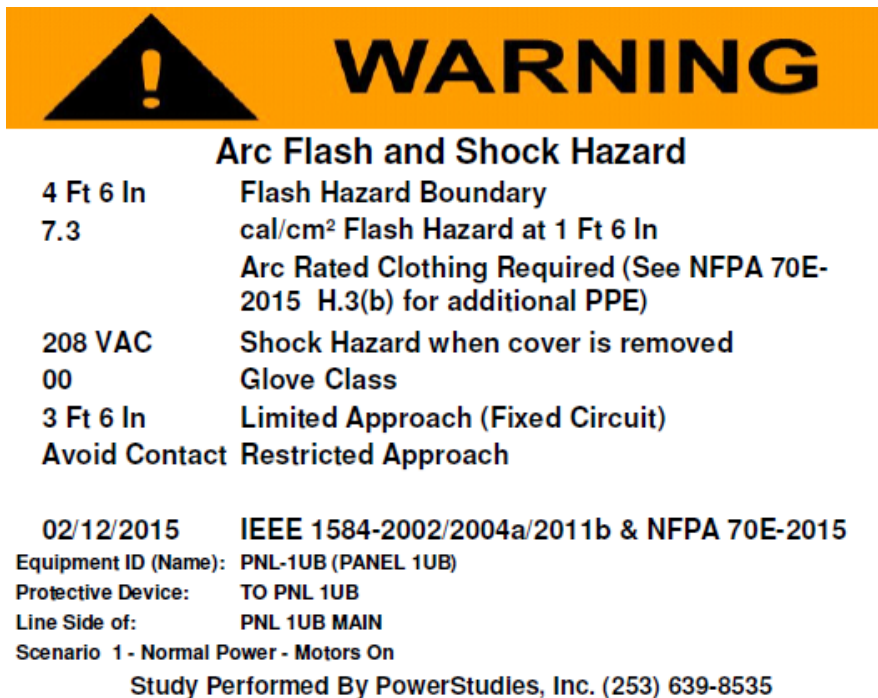 WARNING
Arc Flash and Shock Hazard
4 Ft 6 In Flash Hazard Boundary
7.3 cal/cm² Flash Hazard at 1 Ft 6 In
Arc Rated Clothing Required (See NFPA 70E-
2015 H.3(b) for additional PPE)
208 VAC Shock Hazard when cover is removed
00 Glove Class
3 Ft 6 In Limited Approach (Fixed Circuit)
Avoid Contact Restricted Approach
02/12/2015 IEEE 1584-2002/2004a/2011b & NFPA 70E-2015
Equipment ID (Name): PNL-1UB (PANEL 1UB)
Protective Device: TO PNL 1UB
Line Side of: PNL 1UB MAIN
Scenario 1 - Normal Power - Motors On
Study Performed By PowerStudies, Inc. (253) 639-8535